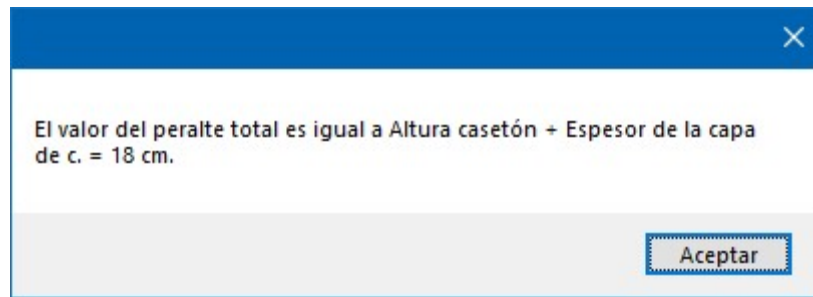 El valor del peralte total es igual a Altura casetón + Espesor de la capa
de c. = 18 cm.
Aceptar